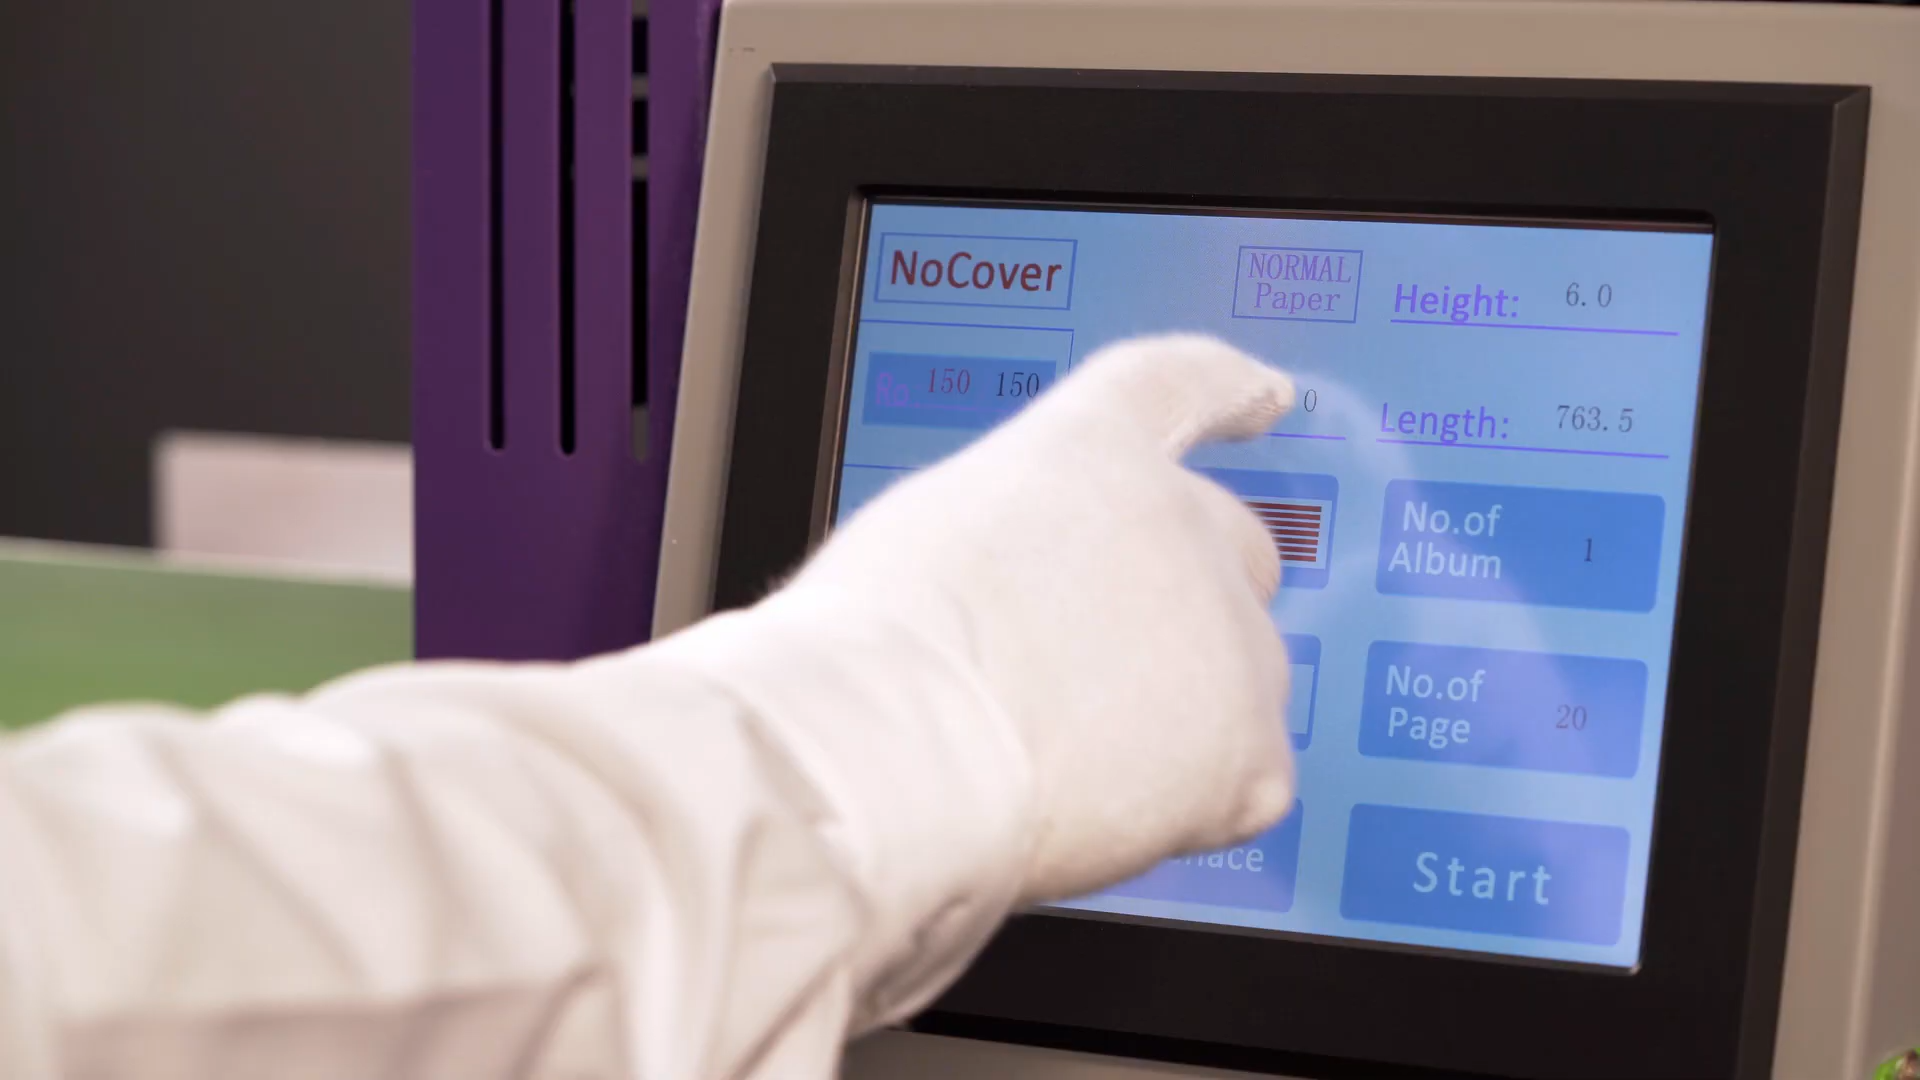 NoCover
NORMAL
Paper
Height: 6.0
Ro 150 150
0
Length: 763.5
No.of
Album 1
No.of
Page 20
Start